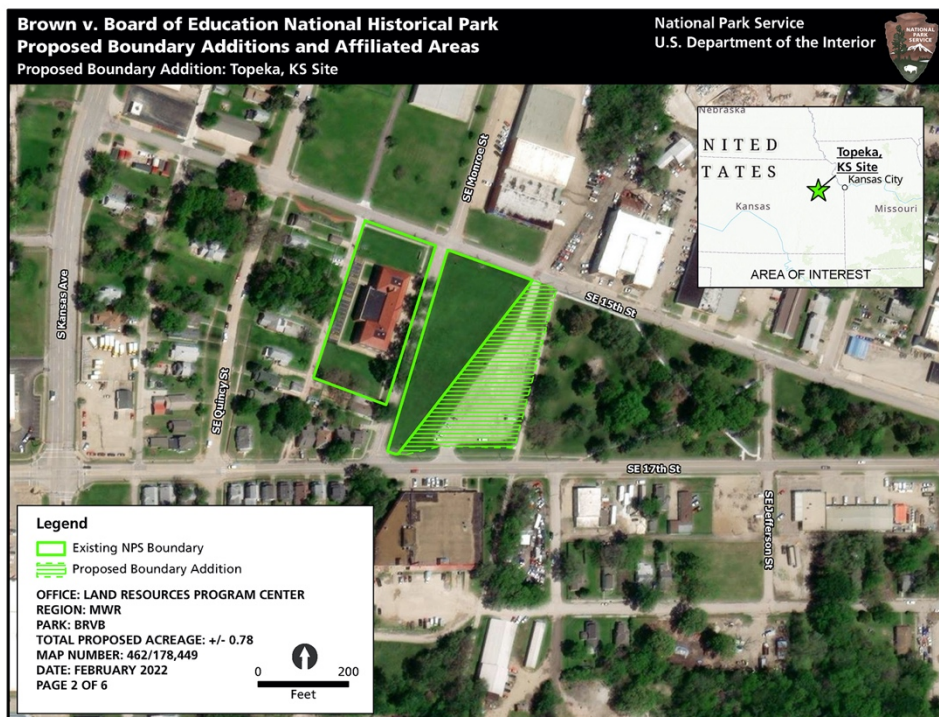 Brown v. Board of Education National Historical Park
Proposed Boundary Additions and Affiliated Areas
Proposed Boundary Addition: Topeka, KS Site
National Park Service
U.S. Department of the Interior
NATIONAL
PARK
SERVICE
Nebraska
NITED
TATES
Topeka,
KS Site
Kansas City
Kansas
Missouri
AREA OF INTEREST
S Kansas Ave
SE Quincy St
SE Monroe St
SE 15th St
SE 17th St
SE Jefferson St
Legend
Existing NPS Boundary
Proposed Boundary Addition
OFFICE: LAND RESOURCES PROGRAM CENTER
REGION: MWR
PARK: BRVB
TOTAL PROPOSED ACREAGE: +/- 0.78
MAP NUMBER: 462/178,449
DATE: FEBRUARY 2022
PAGE 2 OF 6
0 200
Feet